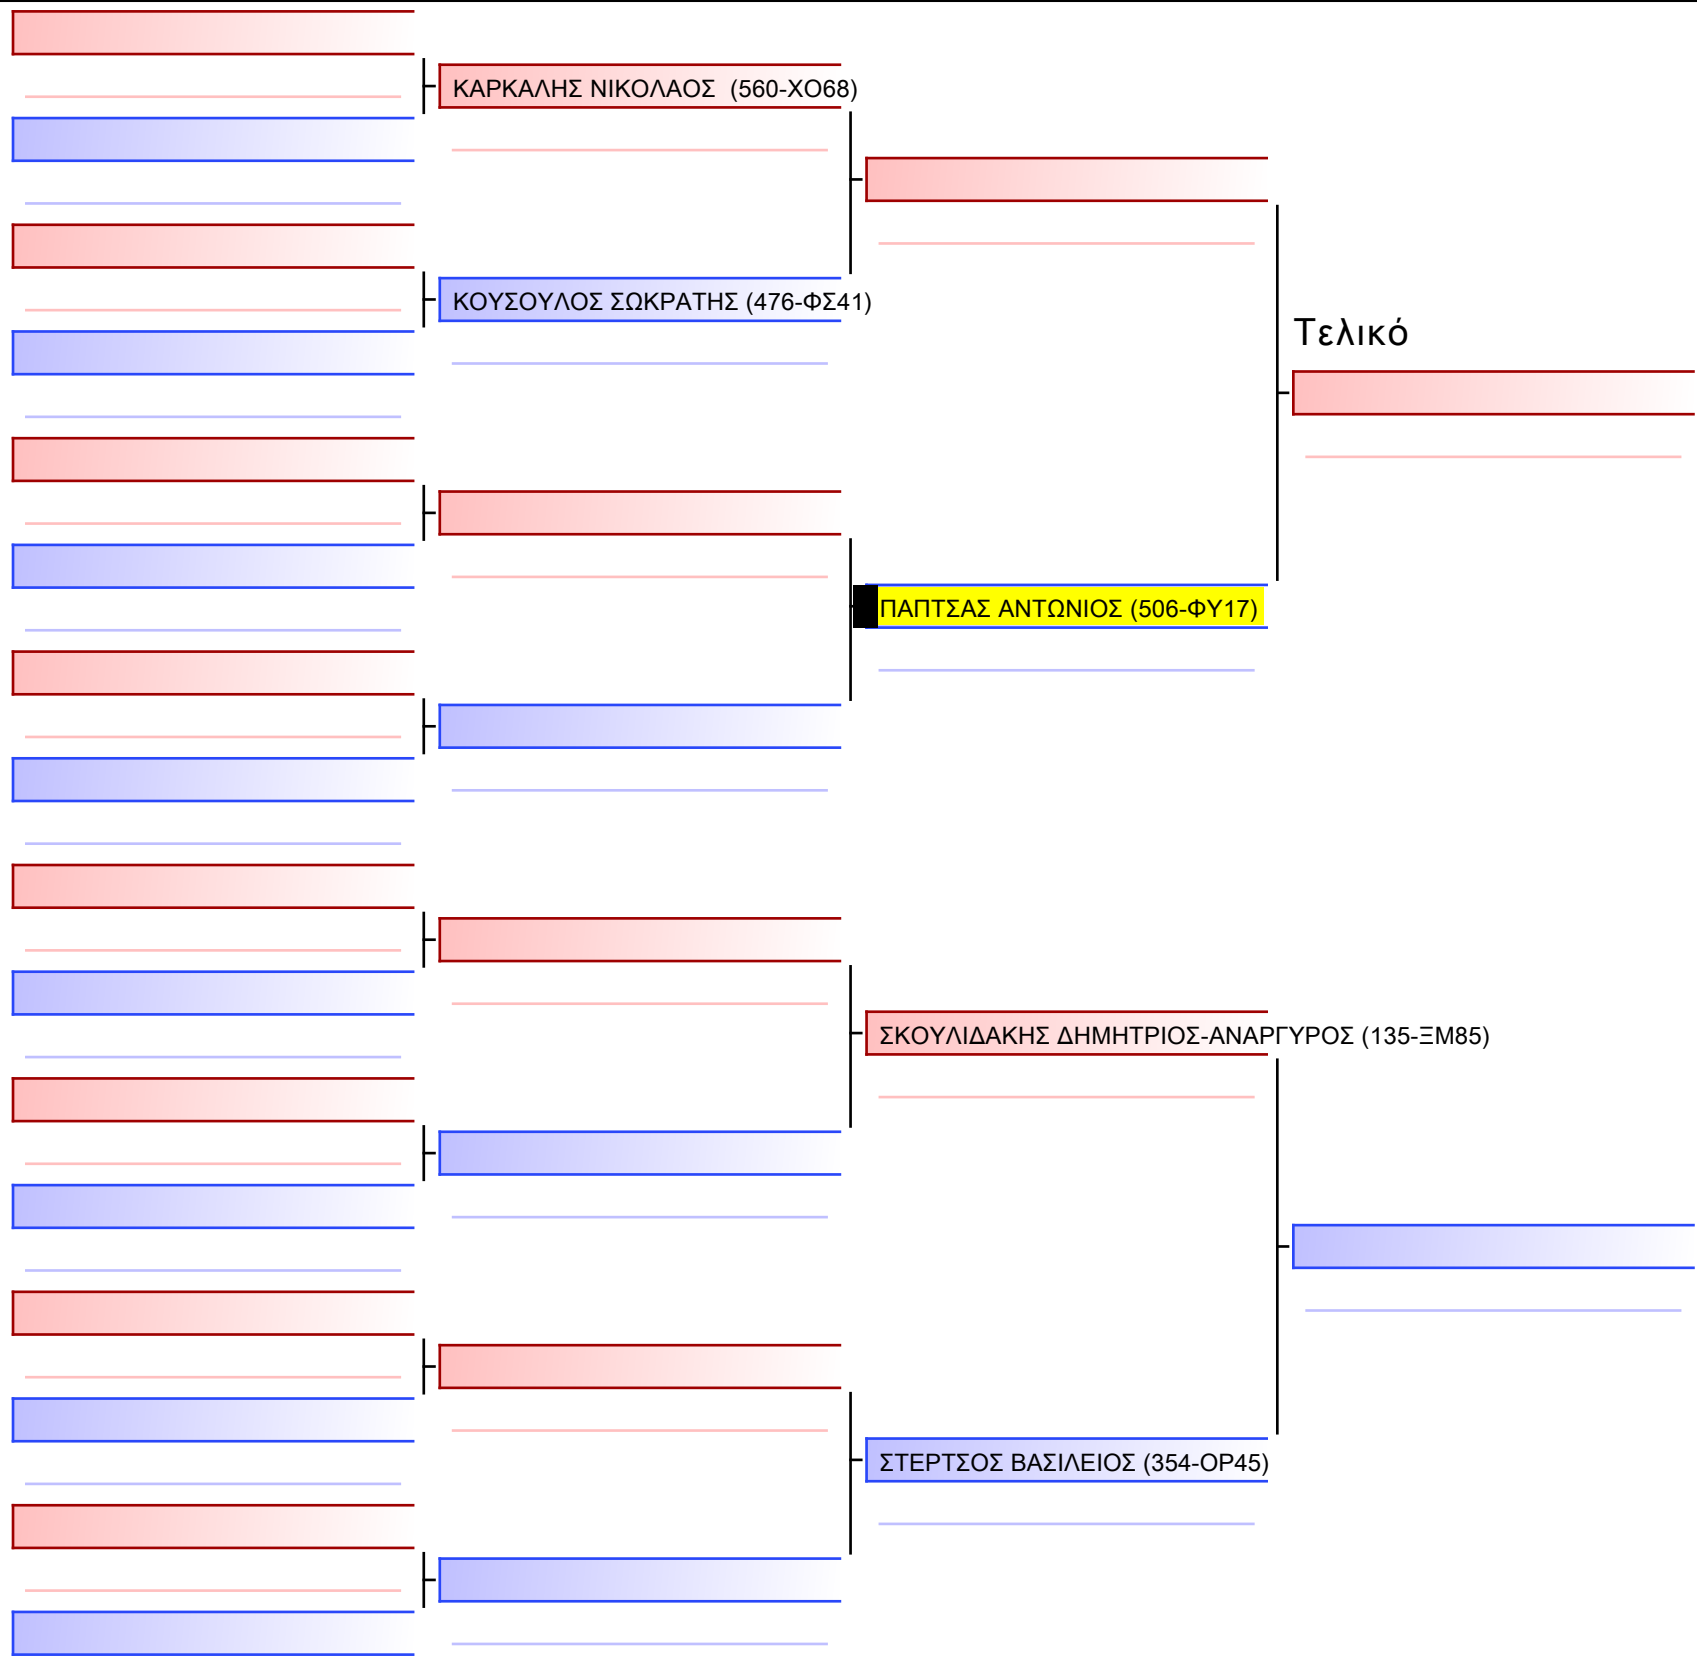 ΚΑΡΚΑΛΗΣ ΝΙΚΟΛΑΟΣ  (560-ΧΟ68)
ΚΟΥΣΟΥΛΟΣ ΣΩΚΡΑΤΗΣ (476-ΦΣ41)
Τελικό
ΠΑΠΤΣΑΣ ΑΝΤΩΝΙΟΣ (506-ΦΥ17)
ΣΚΟΥΛΙΔΑΚΗΣ ΔΗΜΗΤΡΙΟΣ-ΑΝΑΡΓΥΡΟΣ (135-ΞΜ85)
ΣΤΕΡΤΣΟΣ ΒΑΣΙΛΕΙΟΣ (354-ΟΡ45)